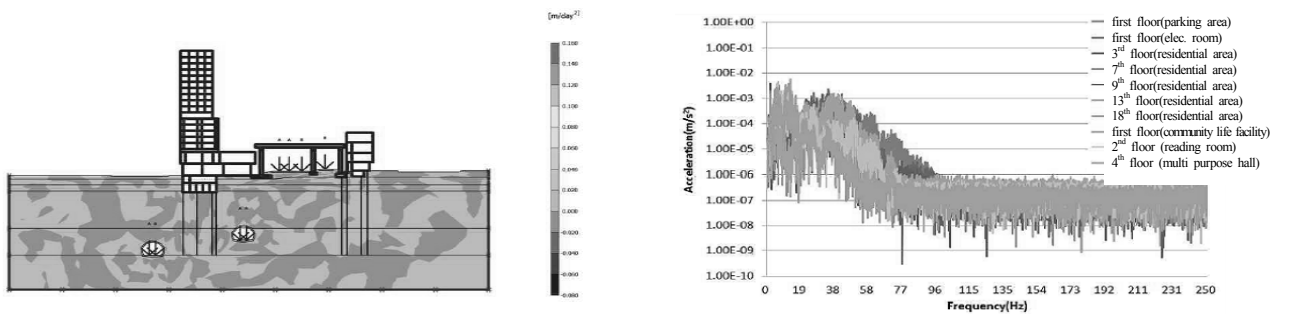 [m/day²]
0.160
0.140
0.120
0.100
0.080
0.060
0.040
0.020
0.000
-0.020
-0.040
-0.060
-0.080
1.00E+00
1.00E-01
1.00E-02
1.00E-03
1.00E-04
1.00E-05
1.00E-06
1.00E-07
1.00E-08
1.00E-09
1.00E-10
Acceleration(m/s²)
0 19 38 58 77 96 115 135 154 173 192 211 231 250
Frequency(Hz)
first floor(parking area)
first floor(elec. room)
3rd floor(residential area)
7th floor(residential area)
9th floor(residential area)
13th floor(residential area)
18th floor(residential area)
first floor(community life facility)
2nd floor (reading room)
4th floor (multi purpose hall)